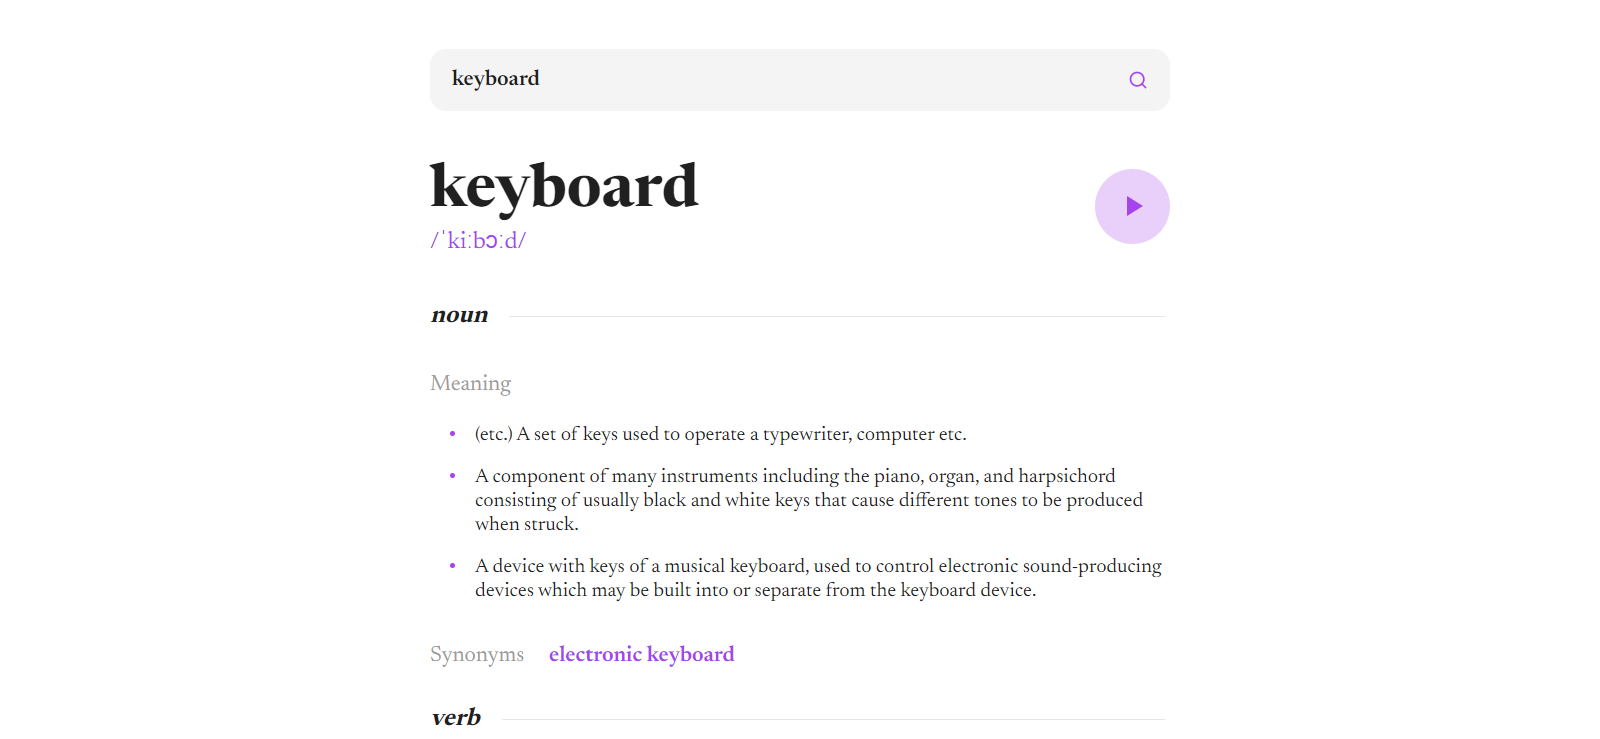 keyboard
keyboard
/ˈkiːbɔːd/
noun
Meaning
(etc.) A set of keys used to operate a typewriter, computer etc.
A component of many instruments including the piano, organ, and harpsichord
consisting of usually black and white keys that cause different tones to be produced
when struck.
A device with keys of a musical keyboard, used to control electronic sound-producing
devices which may be built into or separate from the keyboard device.
Synonyms electronic keyboard
verb